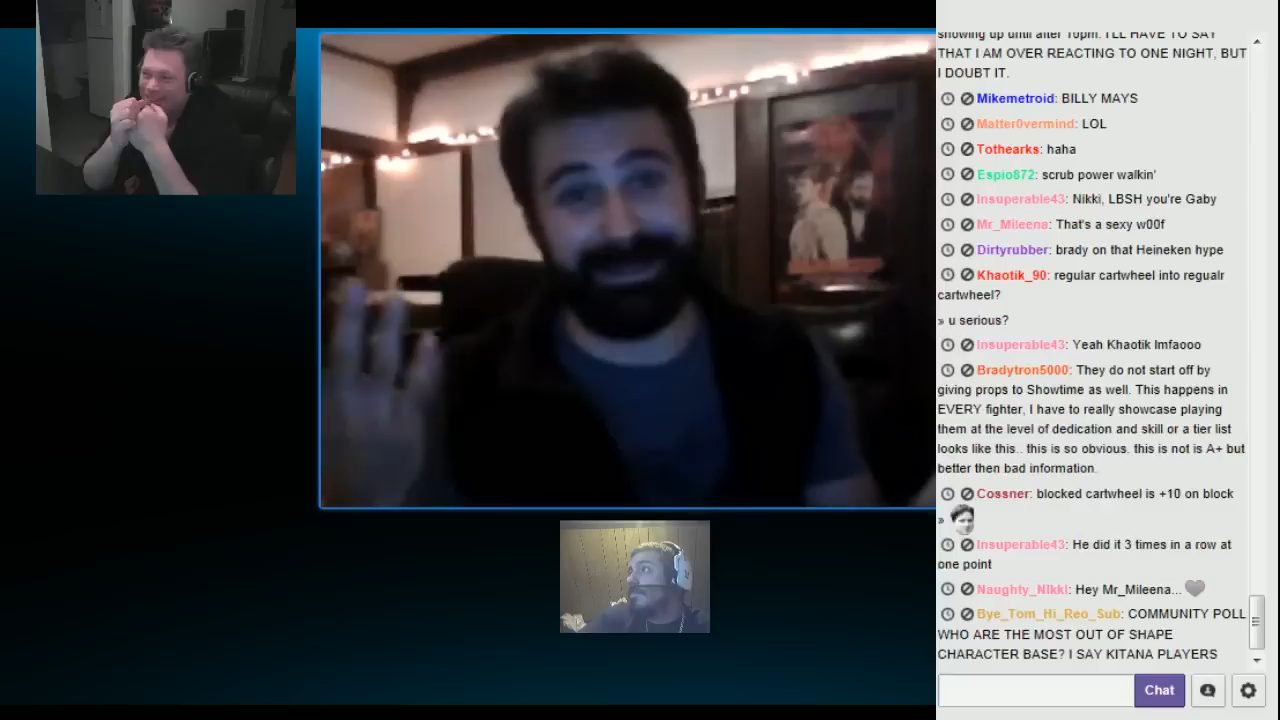 showing up until after 10pm. I'LL HAVE TO SAY
THAT I AM OVER REACTING TO ONE NIGHT, BUT
I DOUBT IT.
Mikemetroid: BILLY MAYS
Matter0vermind: LOL
Tothearks: haha
Espio872: scrub power walkin'
Insuperable43: Nikki, LBSH you're Gaby
Mr_Mileena: That's a sexy w00f
Dirtyrubber: brady on that Heineken hype
Khaotik_90: regular cartwheel into regualr
cartwheel?
» u serious?
Insuperable43: Yeah Khaotik lmfaooo
Bradytron5000: They do not start off by
giving props to Showtime as well. This happens in
EVERY fighter, I have to really showcase playing
them at the level of dedication and skill or a tier list
looks like this.. this is so obvious. this is not is A+ but
better then bad information.
Cossner: blocked cartwheel is +10 on block
»
Insuperable43: He did it 3 times in a row at
one point
Naughty_NIkki: Hey Mr_Mileena...
Bye_Tom_Hi_Reo_Sub: COMMUNITY POLL
WHO ARE THE MOST OUT OF SHAPE
CHARACTER BASE? I SAY KITANA PLAYERS
Chat